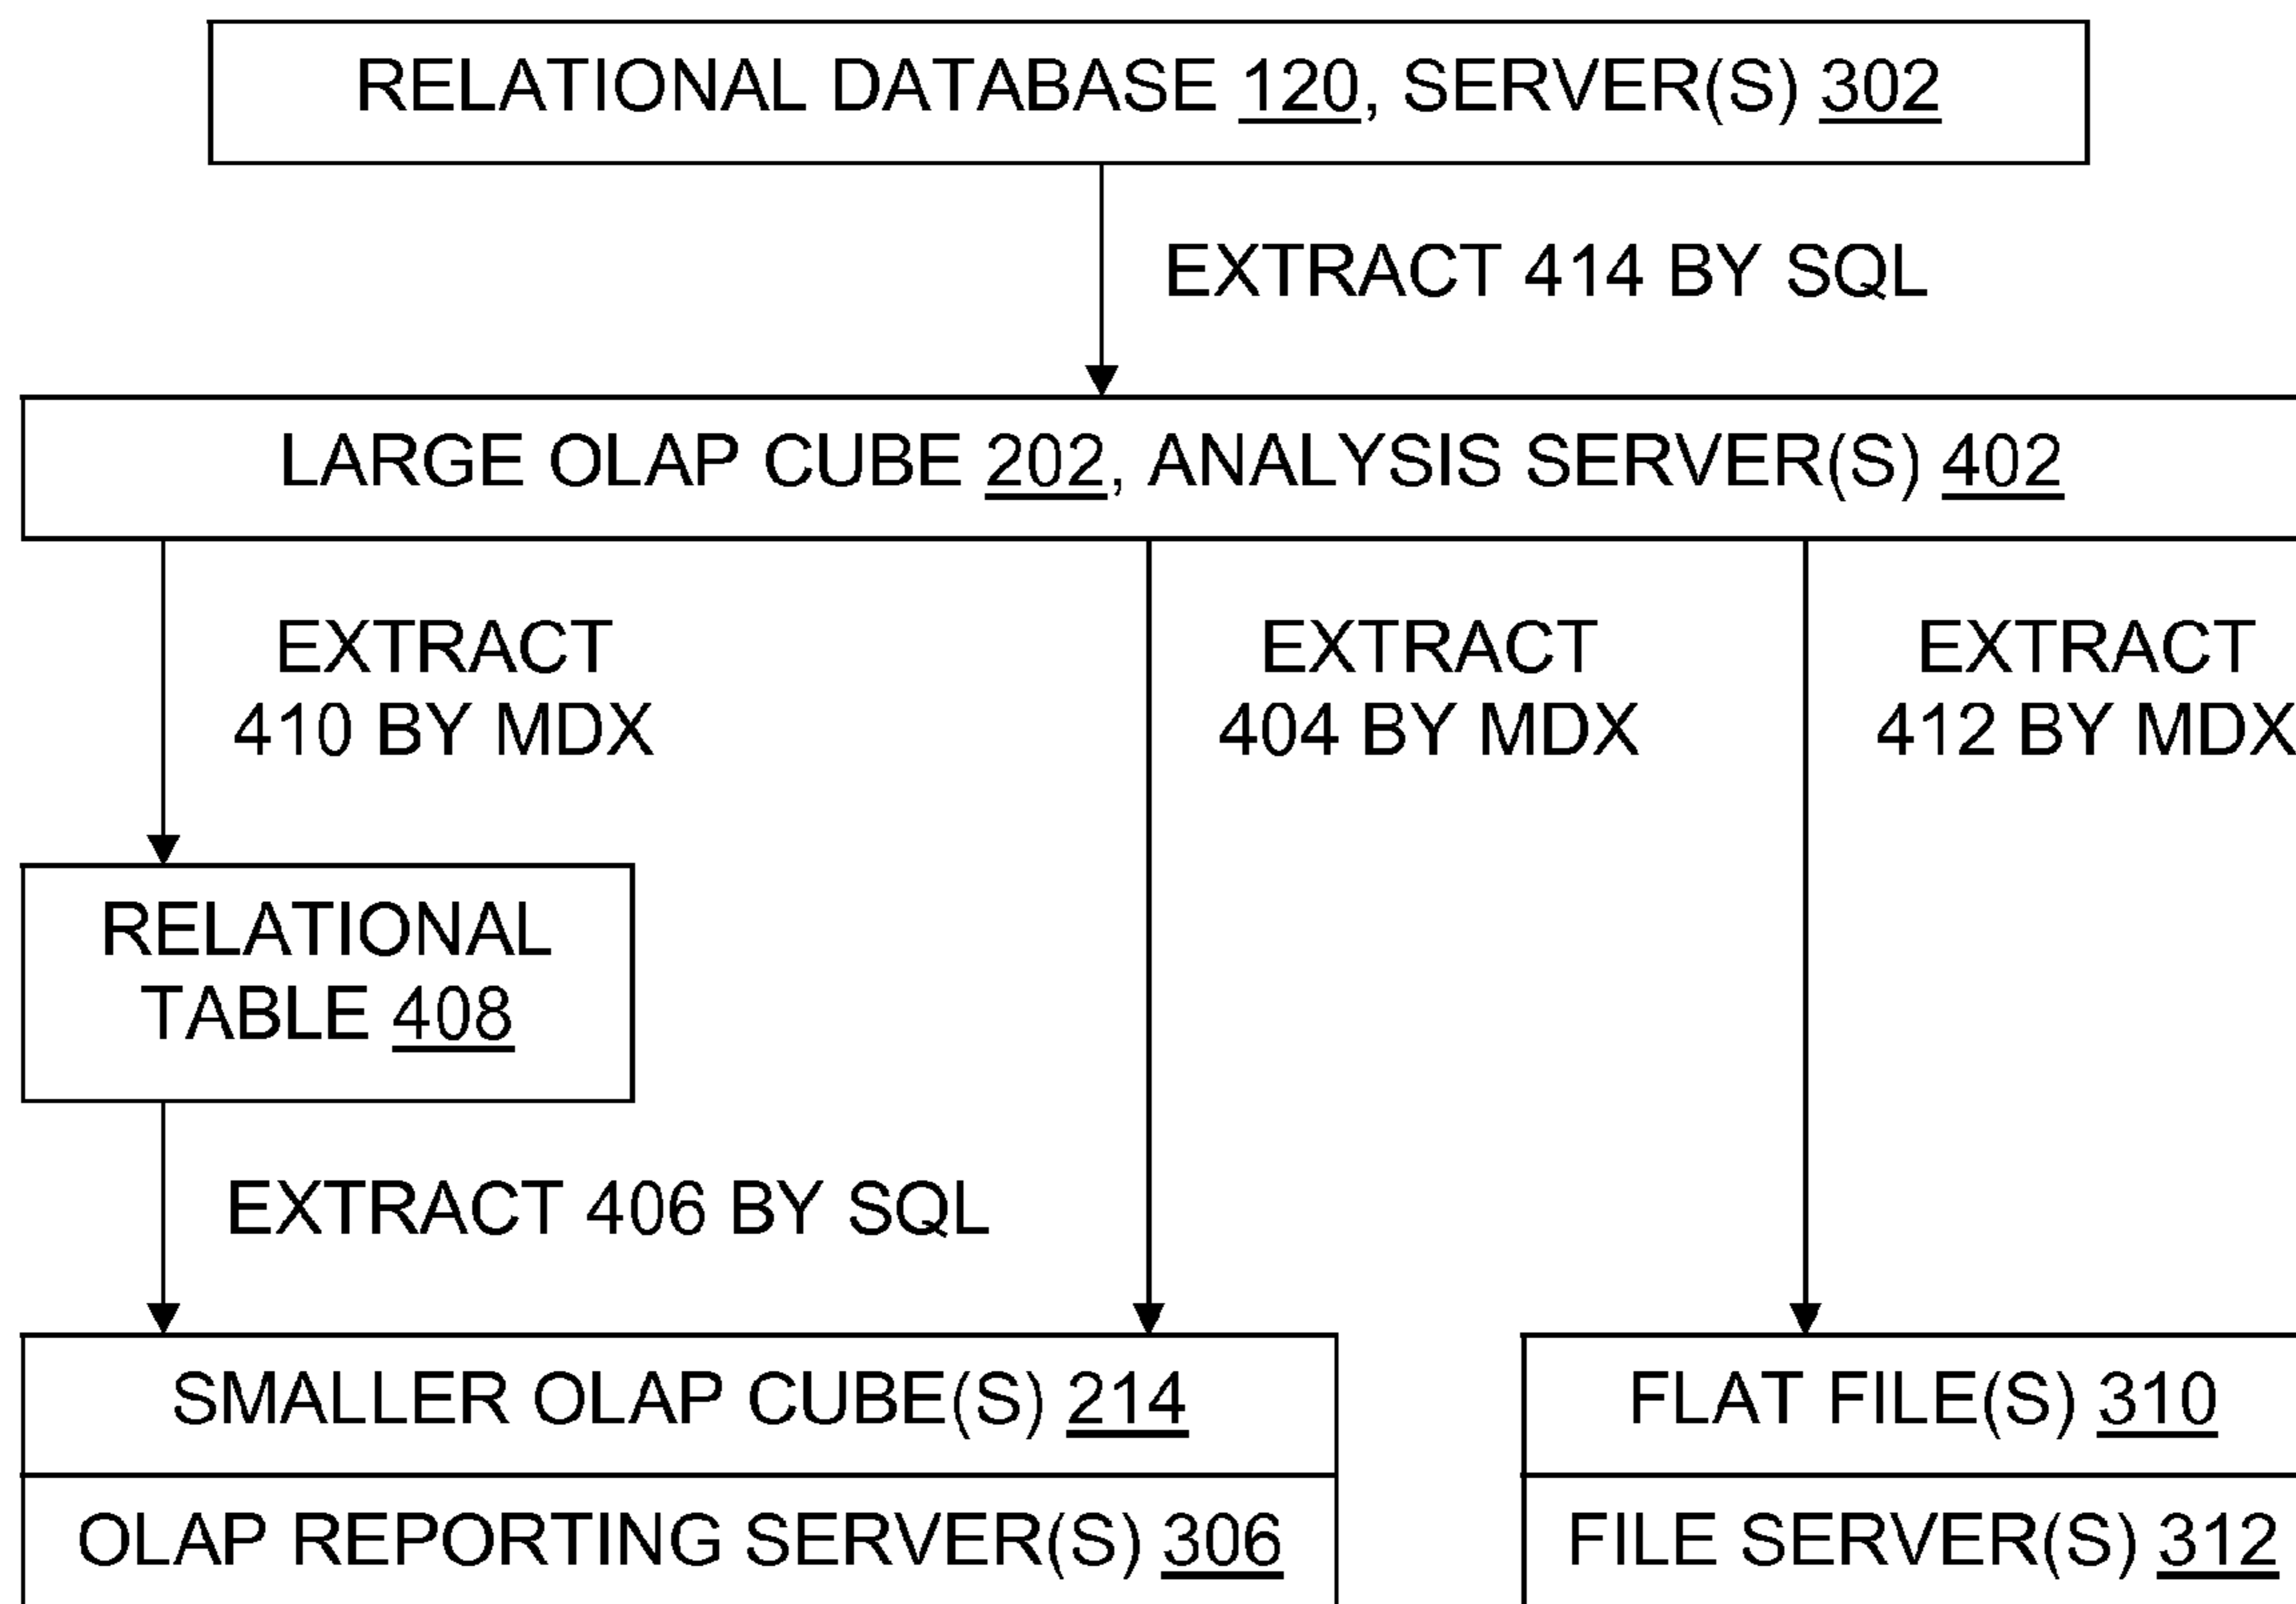 RELATIONAL DATABASE 120, SERVER(S) 302
EXTRACT 414 BY SQL
LARGE OLAP CUBE 202, ANALYSIS SERVER(S) 402
EXTRACT
410 BY MDX
EXTRACT
404 BY MDX
EXTRACT
412 BY MDX
RELATIONAL
TABLE 408
EXTRACT 406 BY SQL
SMALLER OLAP CUBE(S) 214
OLAP REPORTING SERVER(S) 306
FLAT FILE(S) 310
FILE SERVER(S) 312